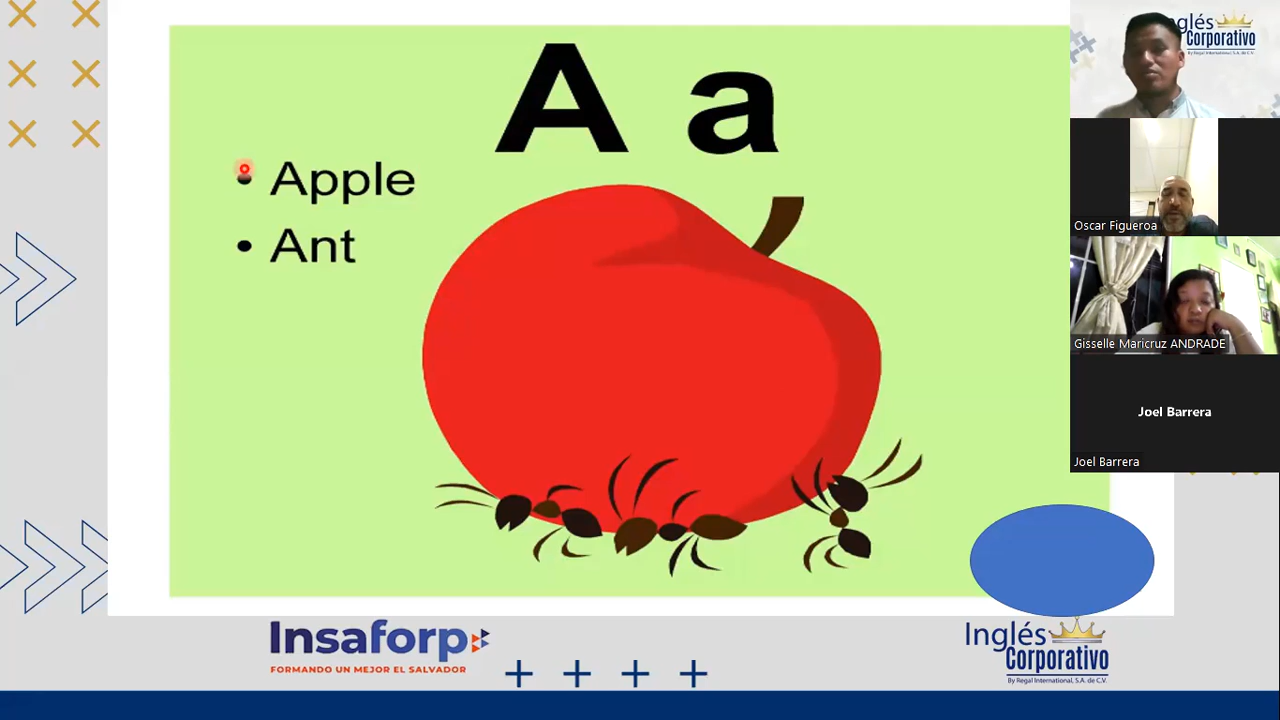 A a
• Apple
• Ant
Inglés
Corporativo
By Regal International, S.A. de C.V.
Oscar Figueroa
Gisselle Maricruz ANDRADE
Joel Barrera
Joel Barrera
Insaforp
FORMANDO UN MEJOR EL SALVADOR
Inglés
Corporativo
By Regal International, S.A. de C.V.